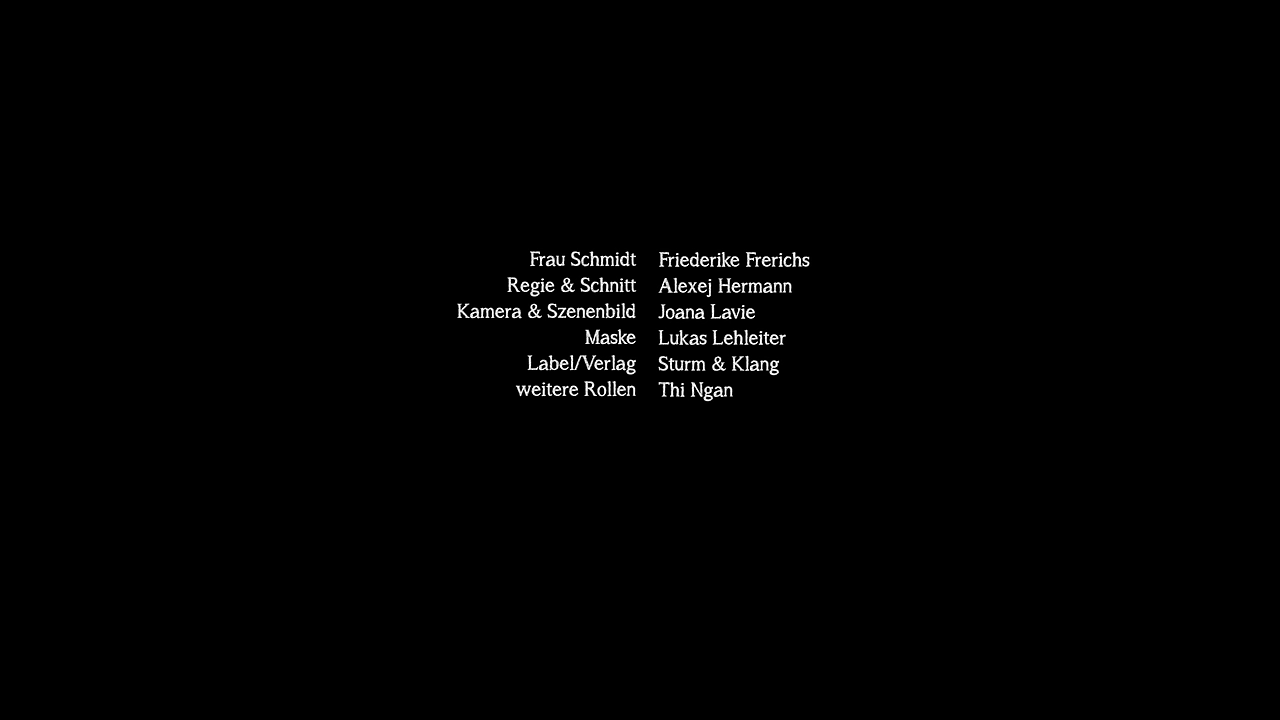 Frau Schmidt Friederike Frerichs
Regie & Schnitt Alexej Hermann
Kamera & Szenenbild Joana Lavie
Maske Lukas Lehleiter
Label/Verlag Sturm & Klang
weitere Rollen Thi Ngan